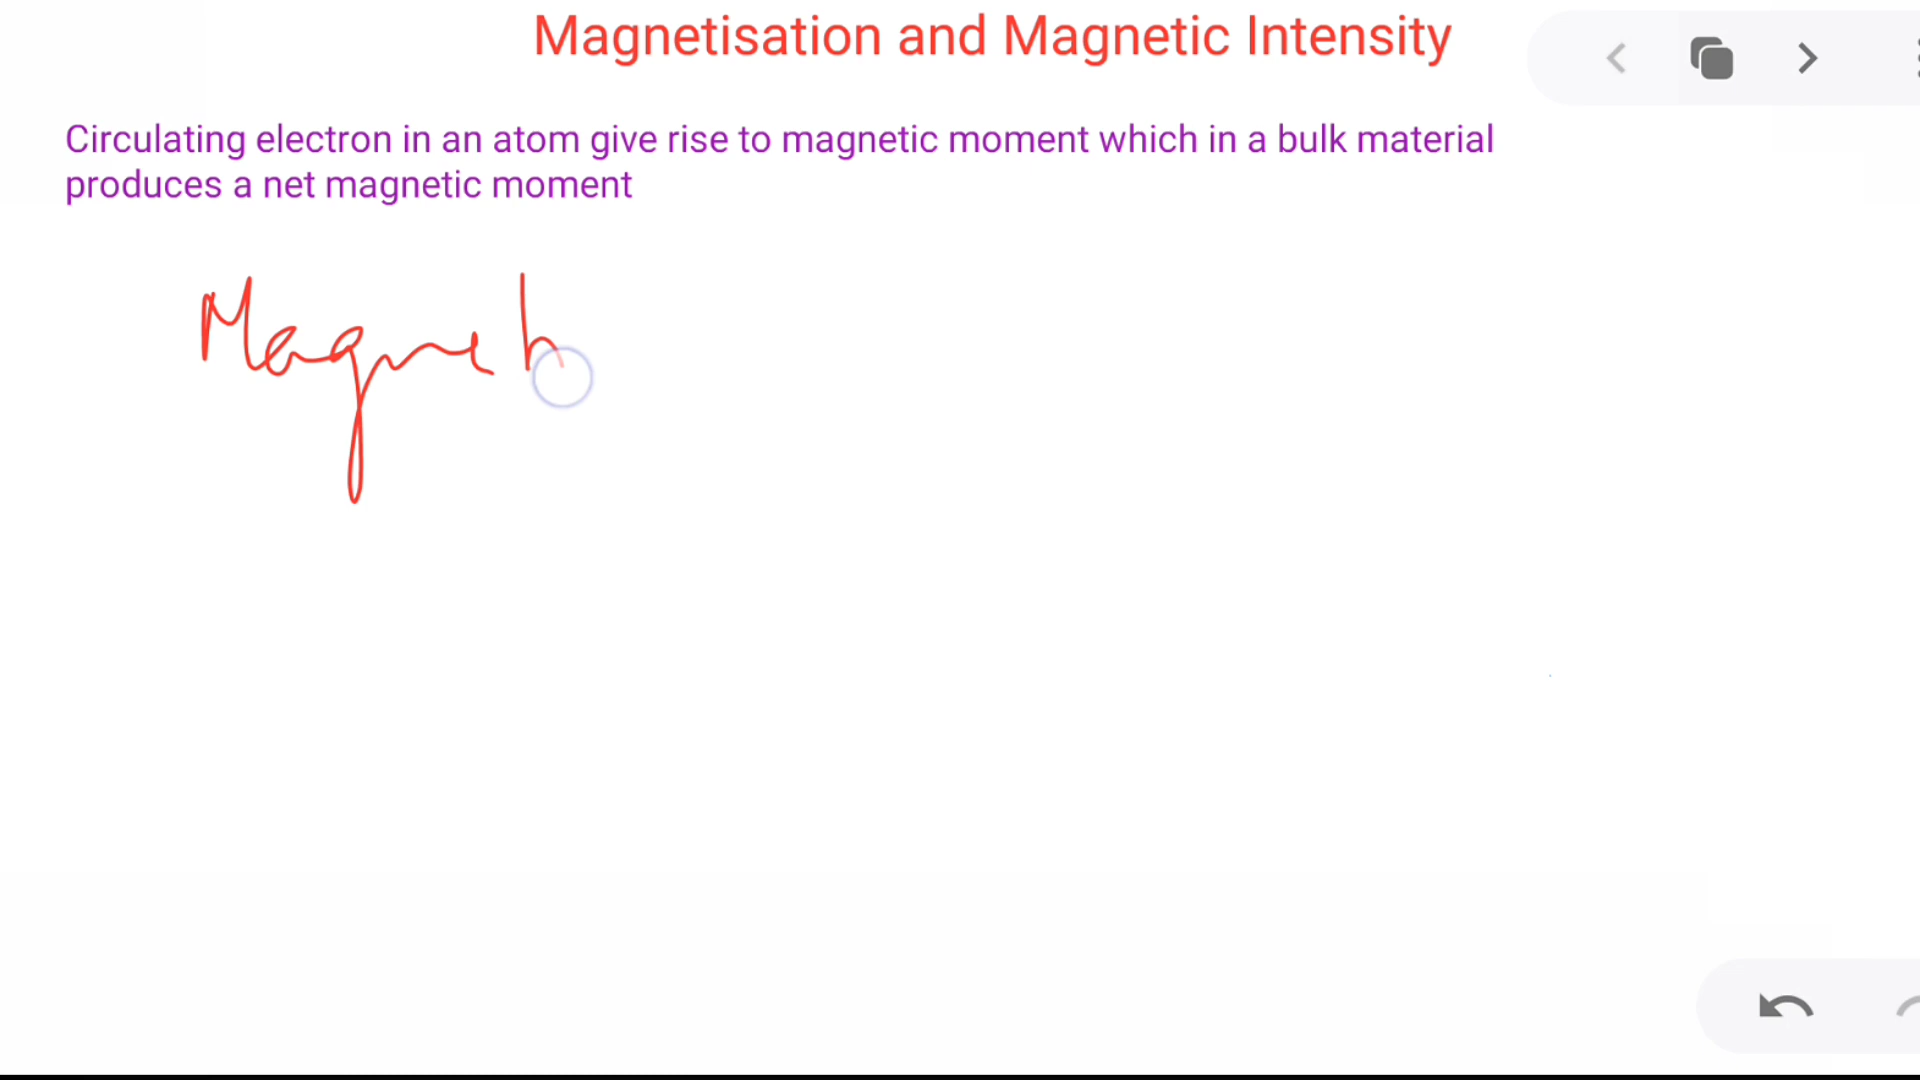 Magnetisation and Magnetic Intensity
Circulating electron in an atom give rise to magnetic moment which in a bulk material
produces a net magnetic moment
Magnet